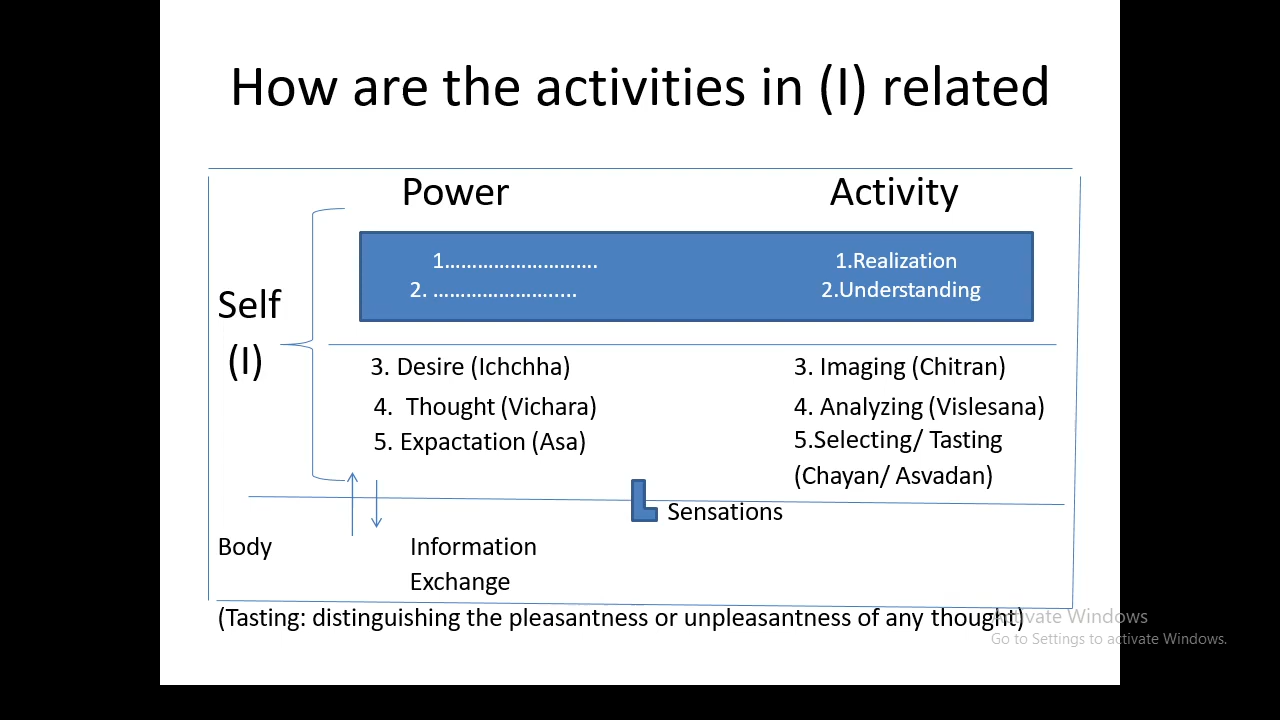 How are the activities in (I) related
Power Activity
1………………………. 1.Realization
2. …………………..... 2.Understanding
Self
(I)
3. Desire (Ichchha) 3. Imaging (Chitran)
4. Thought (Vichara) 4. Analyzing (Vislesana)
5. Expactation (Asa) 5.Selecting/ Tasting
(Chayan/ Asvadan)
Sensations
Body Information
Exchange
(Tasting: distinguishing the pleasantness or unpleasantness of any thought)
Activate Windows
Go to Settings to activate Windows.